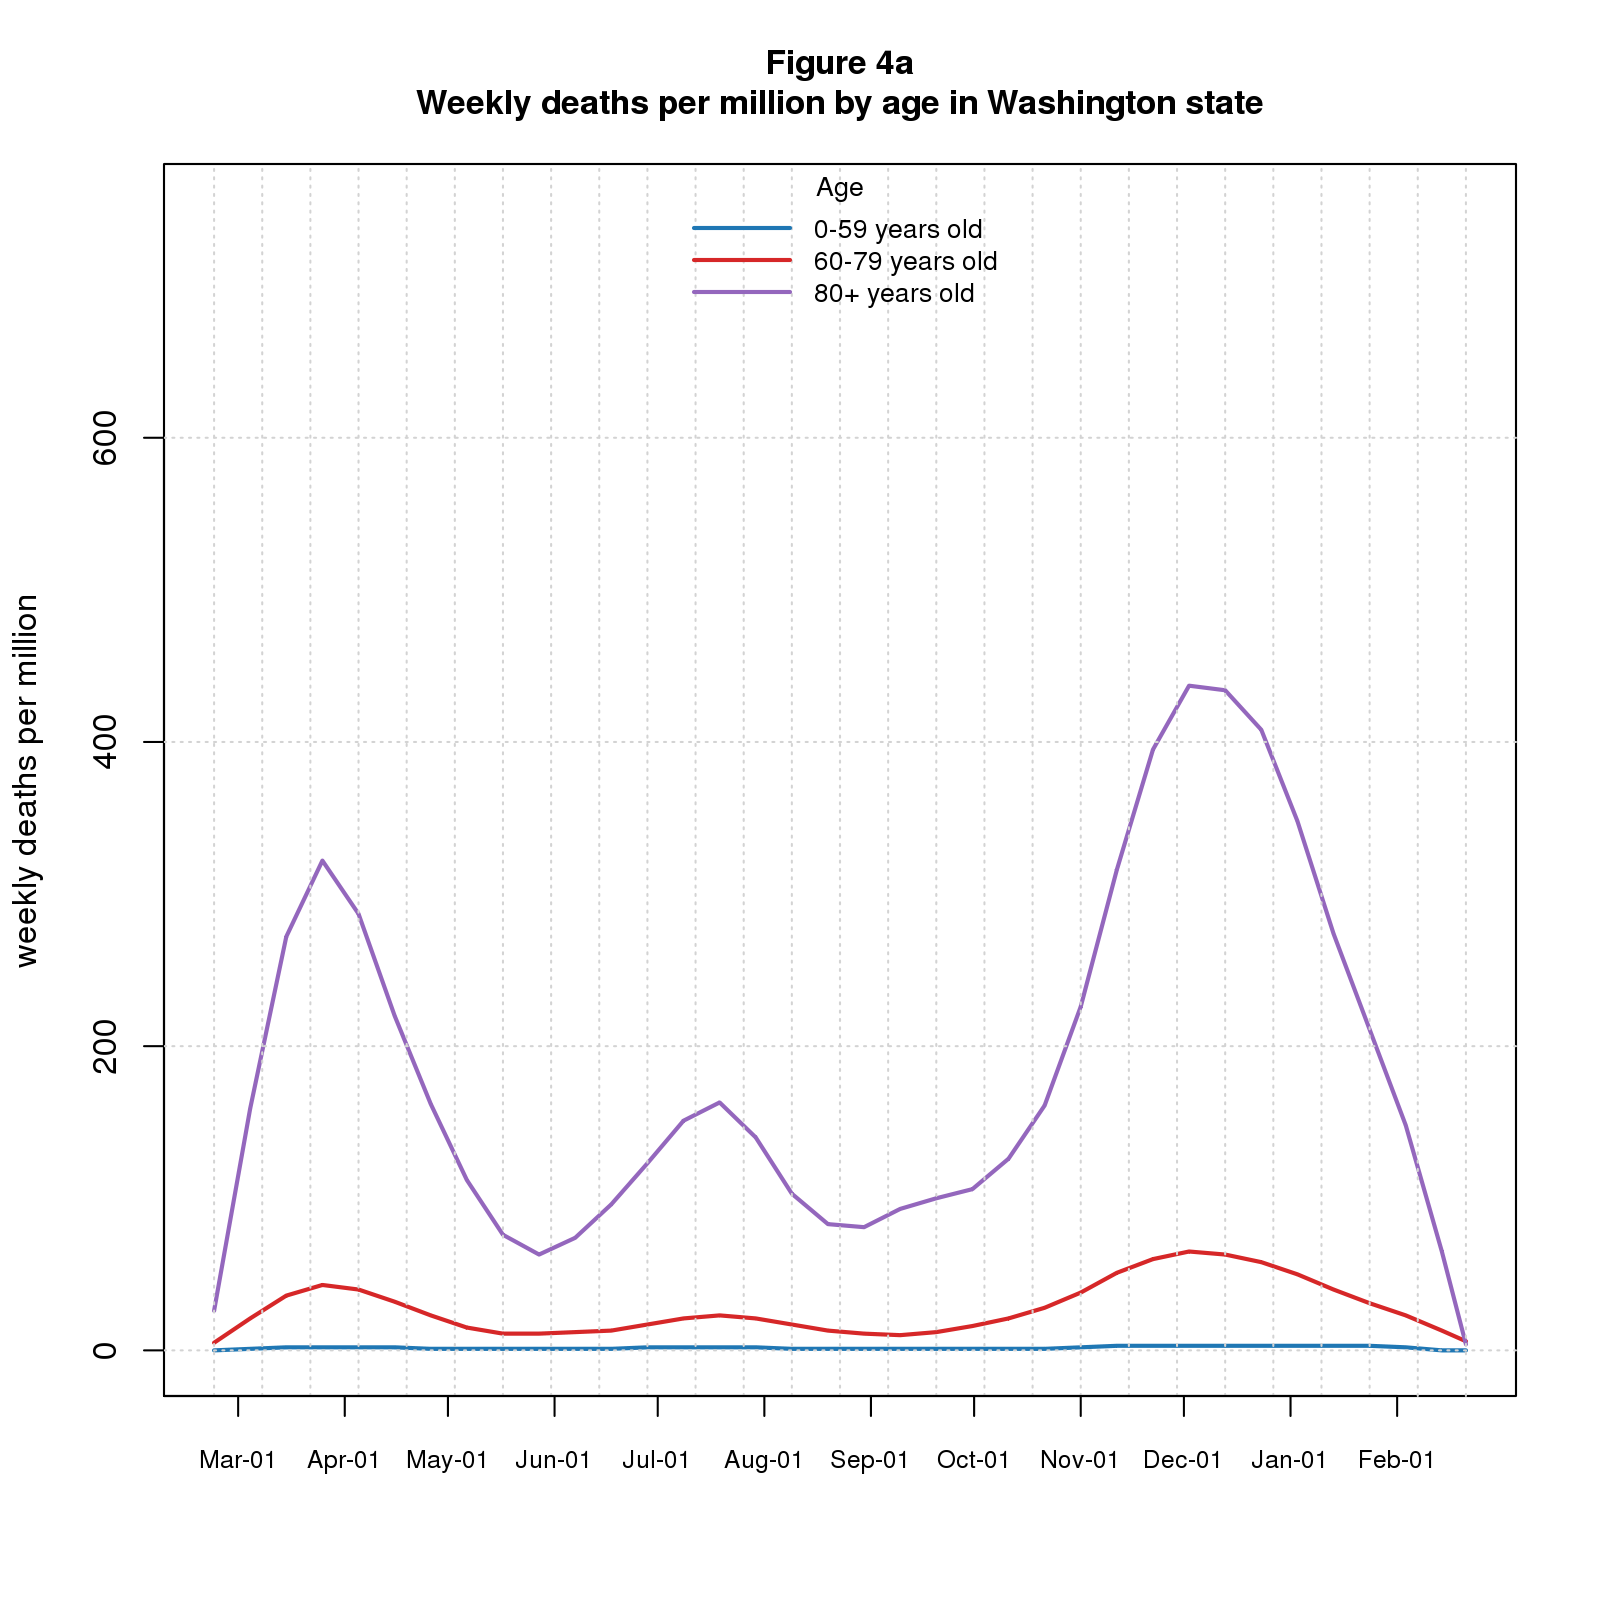 Figure 4a
Weekly deaths per million by age in Washington state
Age
0-59 years old
60-79 years old
80+ years old
weekly deaths per million
600
400
200
0
Mar-01 Apr-01 May-01 Jun-01 Jul-01 Aug-01 Sep-01 Oct-01 Nov-01 Dec-01 Jan-01 Feb-01